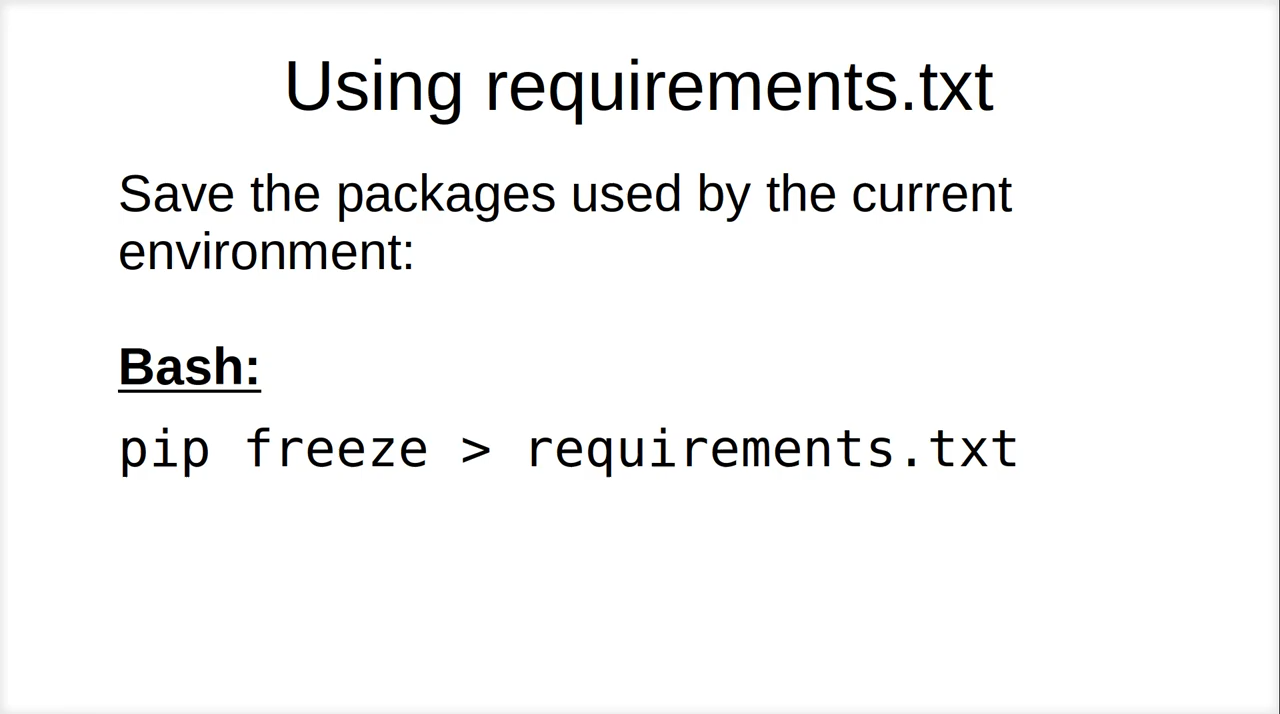 Using requirements.txt
Save the packages used by the current
environment:
Bash:
pip freeze > requirements.txt